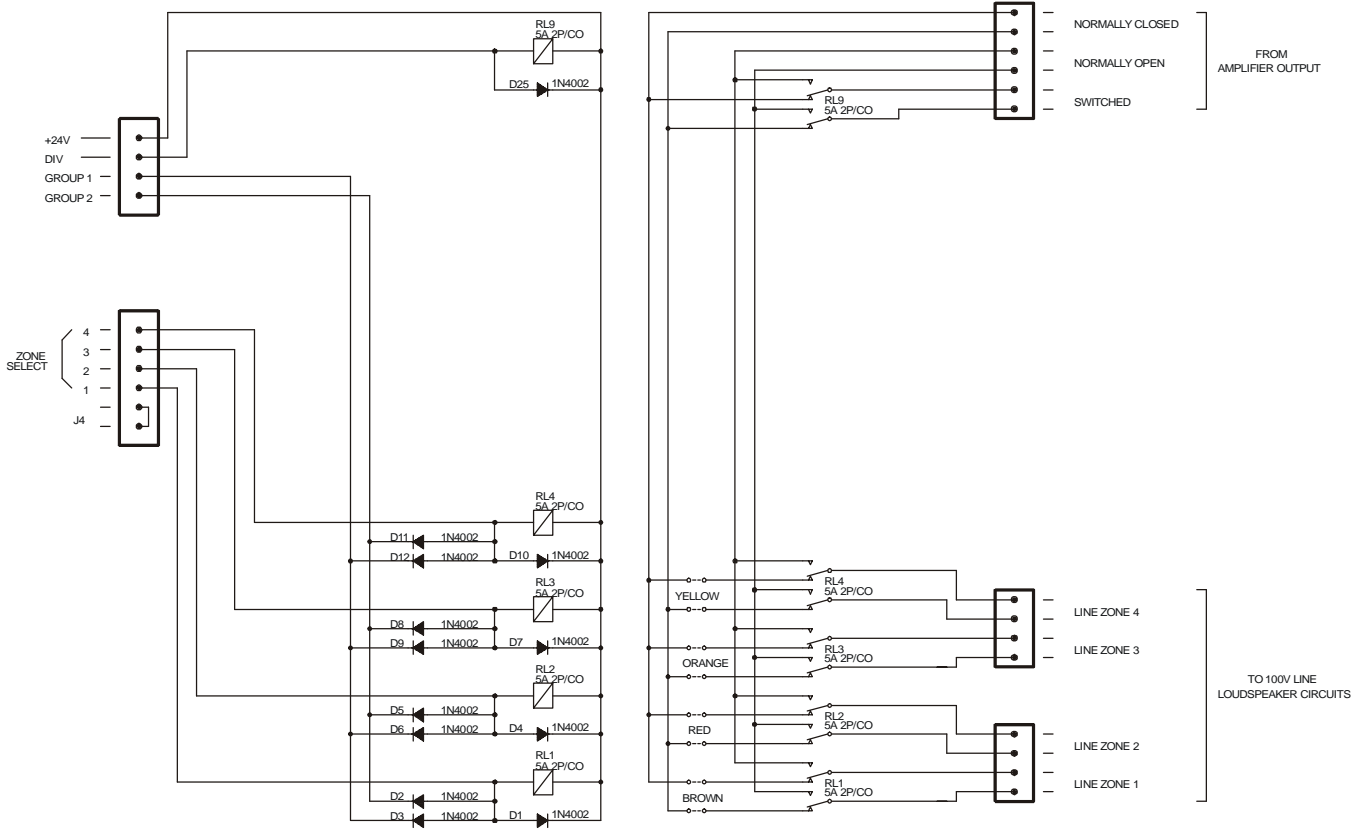 RL9
5A 2P/CO
D25 1N4002
+24V
DIV
GROUP 1
GROUP 2
ZONE
SELECT
4
3
2
1
J4
RL4
5A 2P/CO
D11 1N4002
D12 1N4002 D10 1N4002
RL3
5A 2P/CO
D8 1N4002
D9 1N4002 D7 1N4002
RL2
5A 2P/CO
D5 1N4002
D6 1N4002 D4 1N4002
RL1
5A 2P/CO
D2 1N4002
D3 1N4002 D1 1N4002
NORMALLY CLOSED
NORMALLY OPEN
SWITCHED
FROM
AMPLIFIER OUTPUT
RL9
5A 2P/CO
YELLOW
RL4
5A 2P/CO
ORANGE
RL3
5A 2P/CO
RED
RL2
5A 2P/CO
BROWN
RL1
5A 2P/CO
LINE ZONE 4
LINE ZONE 3
LINE ZONE 2
LINE ZONE 1
TO 100V LINE
LOUDSPEAKER CIRCUITS